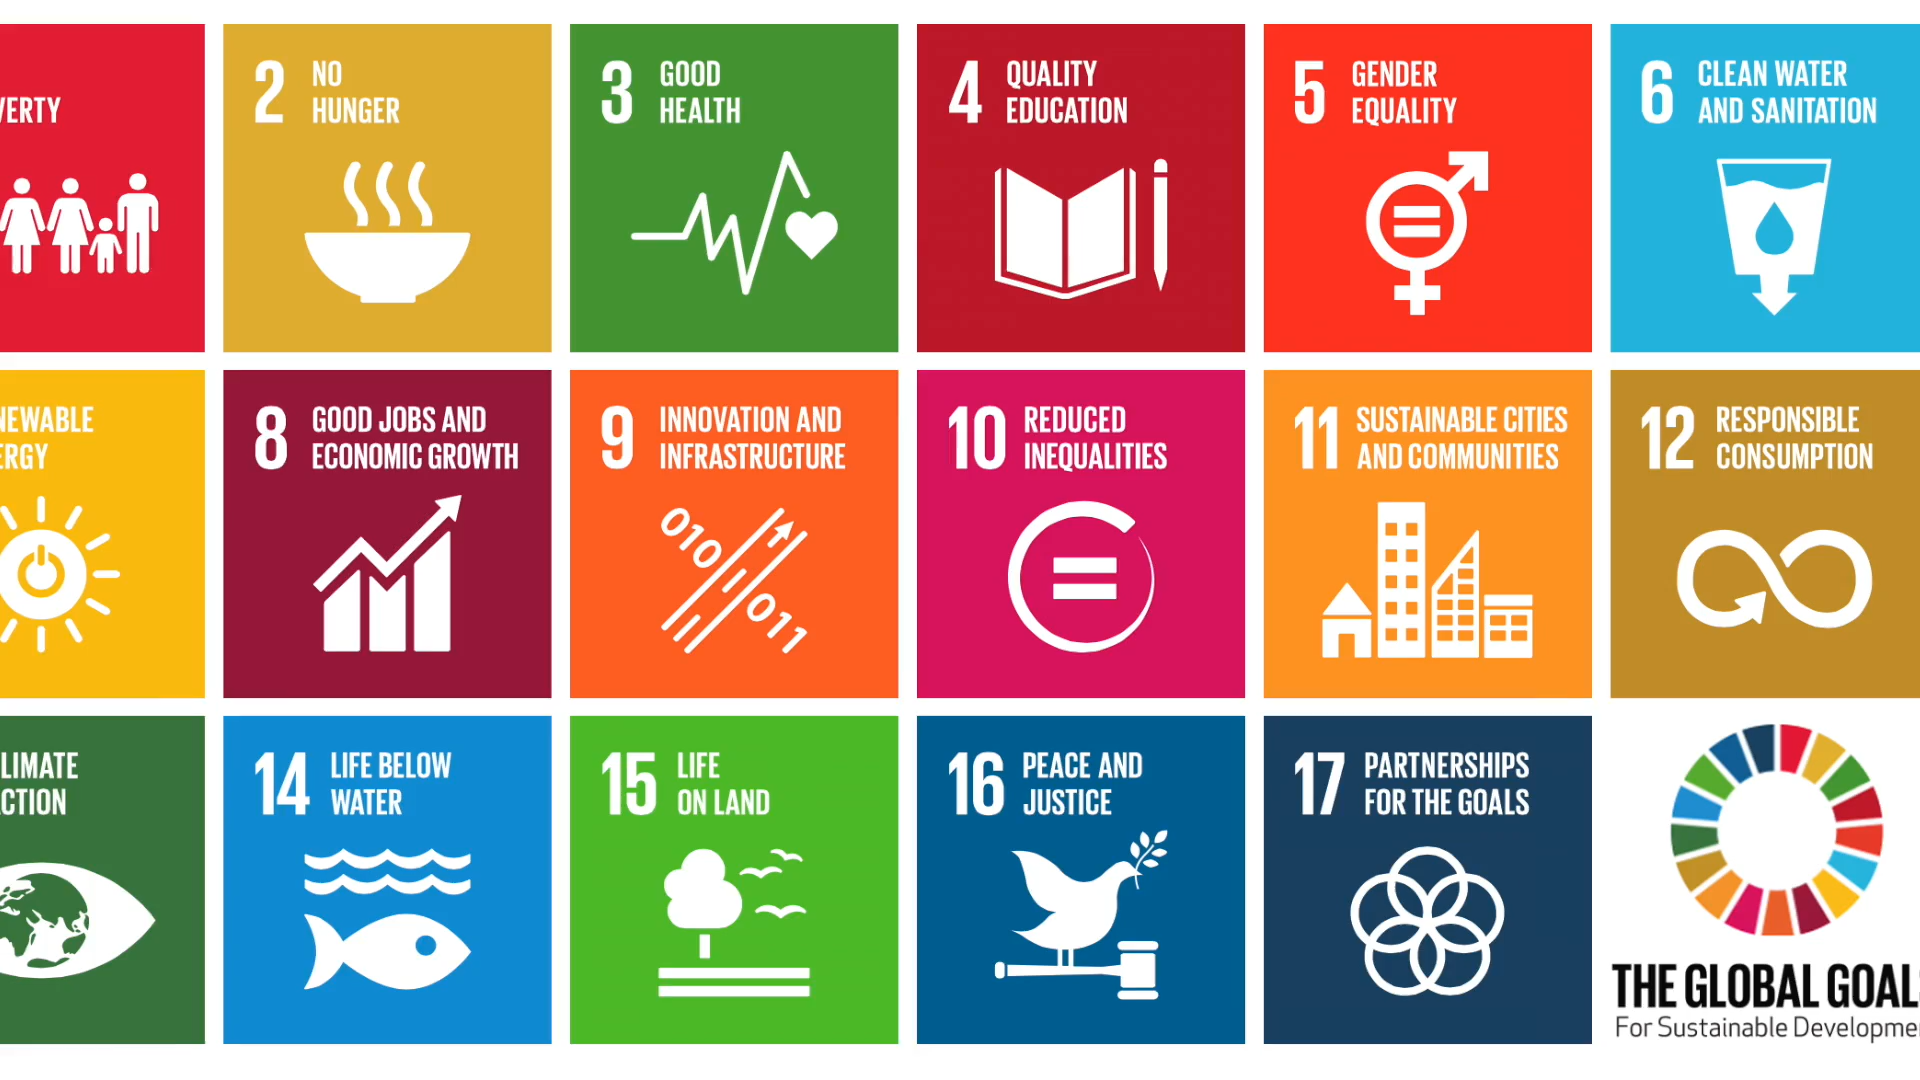 VERTY
2 NO
HUNGER
3 GOOD
HEALTH
4 QUALITY
EDUCATION
5 GENDER
EQUALITY
6 CLEAN WATER
AND SANITATION
NEWABLE
ERGY
8 GOOD JOBS AND
ECONOMIC GROWTH
9 INNOVATION AND
INFRASTRUCTURE
010
011
10 REDUCED
INEQUALITIES
11 SUSTAINABLE CITIES
AND COMMUNITIES
12 RESPONSIBLE
CONSUMPTION
LIMATE
CTION
14 LIFE BELOW
WATER
15 LIFE
ON LAND
16 PEACE AND
JUSTICE
17 PARTNERSHIPS
FOR THE GOALS
THE GLOBAL GOALS
For Sustainable Developme